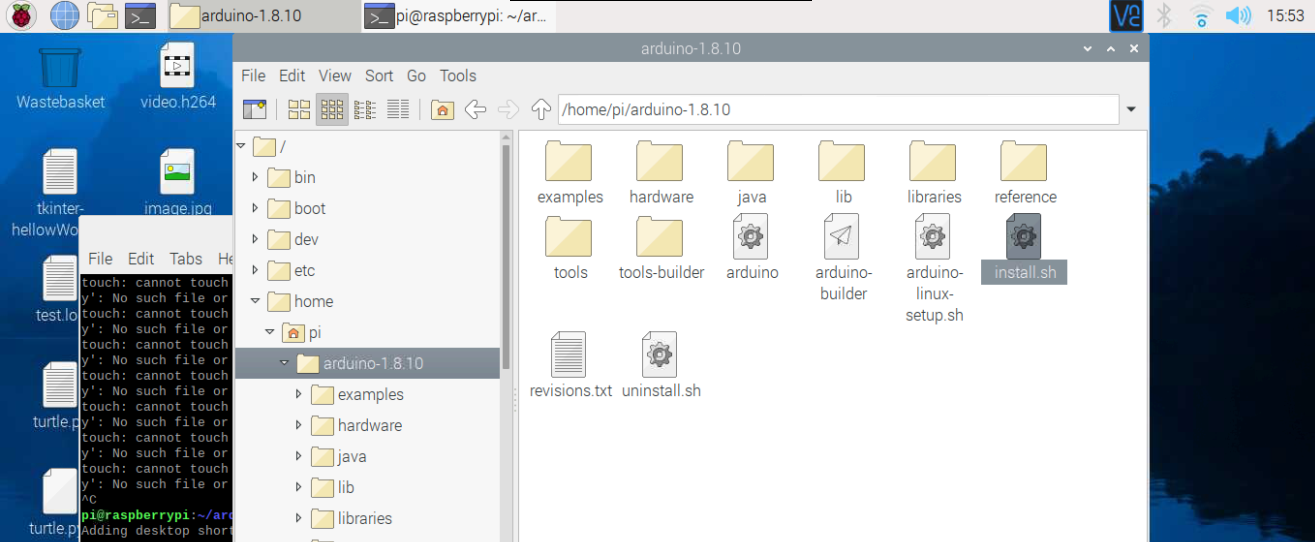 arduino-1.8.10
pi@raspberrypi: ~/ar...
15:53
Wastebasket
video.h264
tkinter-
hellowWo
image.jpg
test.lo
turtle.p
turtle.p
File Edit Tabs He
touch: cannot touch
y': No such file or
touch: cannot touch
y': No such file or
touch: cannot touch
y': No such file or
touch: cannot touch
y': No such file or
touch: cannot touch
y': No such file or
touch: cannot touch
y': No such file or
touch: cannot touch
y': No such file or
^C
pi@raspberrypi:~/ard
Adding desktop short
arduino-1.8.10
File Edit View Sort Go Tools
/home/pi/arduino-1.8.10
/
bin
boot
dev
etc
home
pi
arduino-1.8.10
examples
hardware
java
lib
libraries
examples
hardware
java
lib
libraries
reference
tools
tools-builder
arduino
arduino-
builder
arduino-
linux-
setup.sh
install.sh
revisions.txt
uninstall.sh